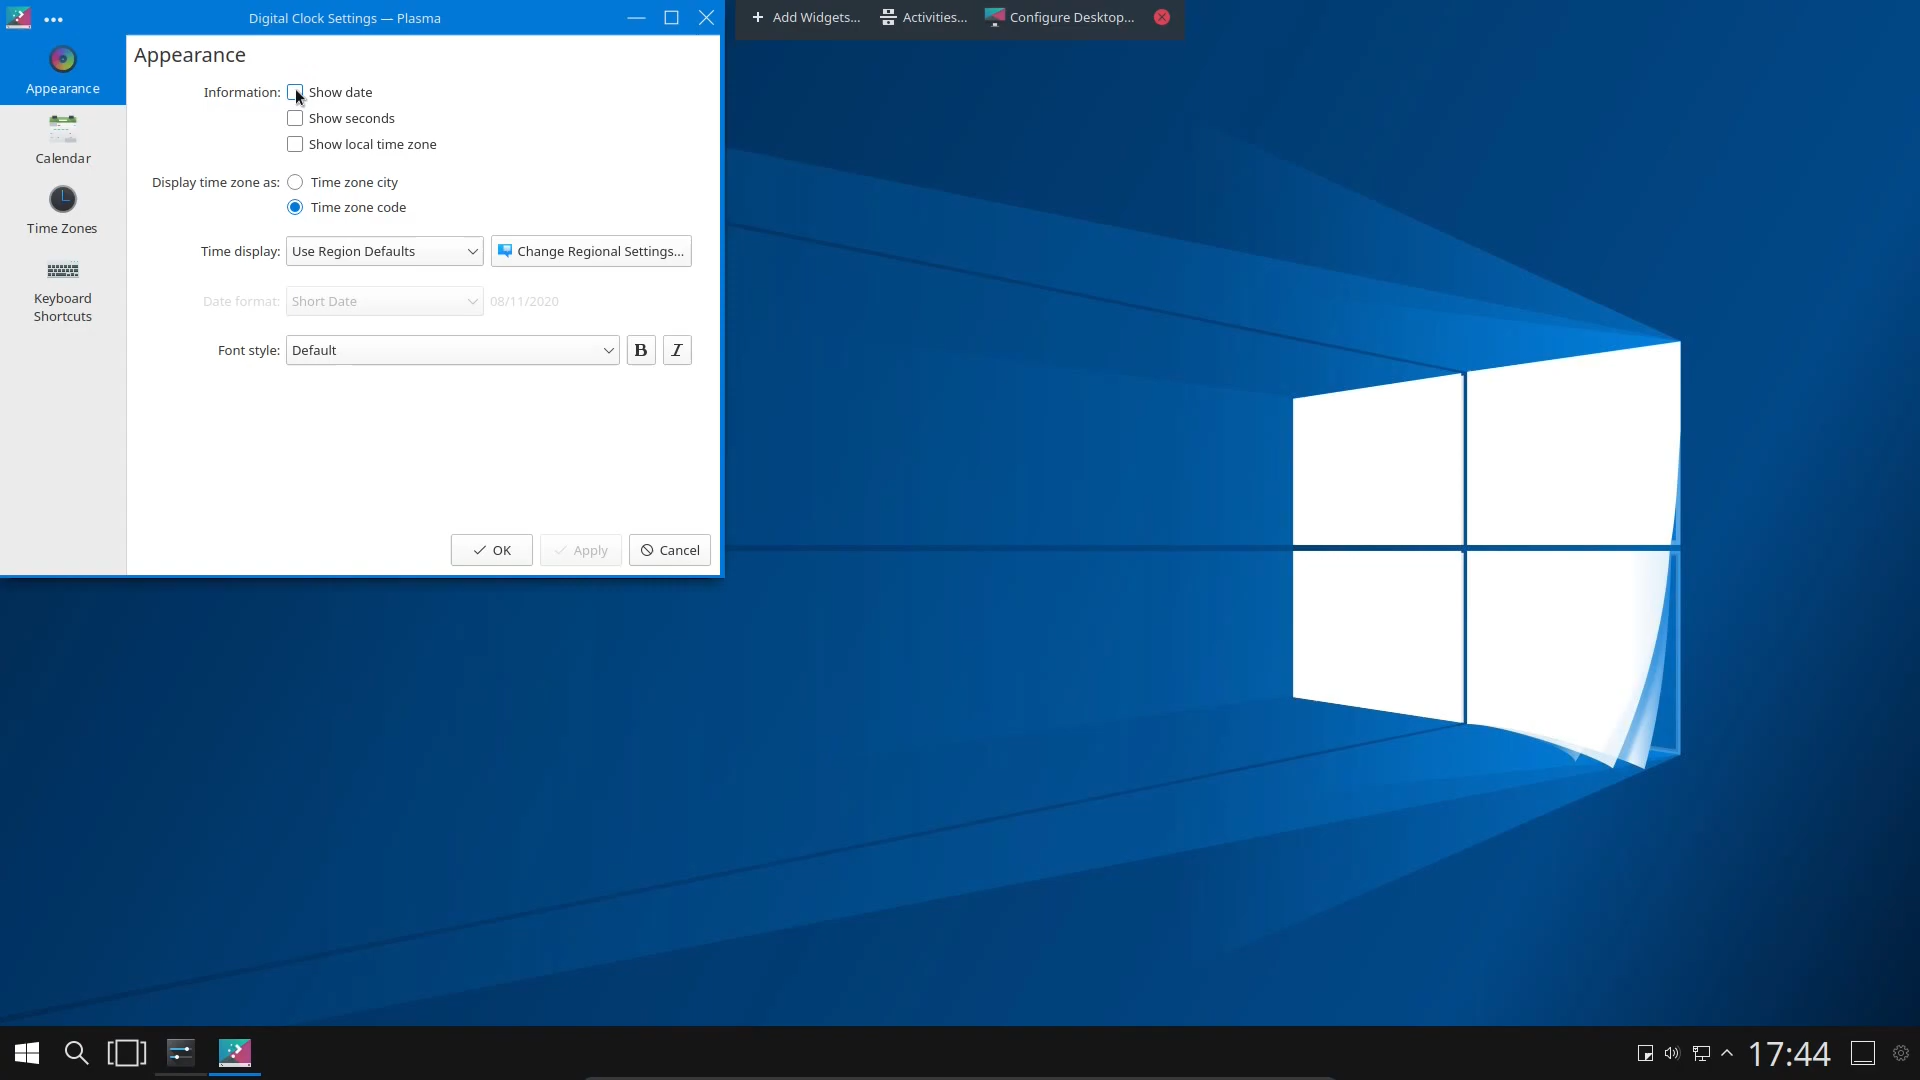 Digital Clock Settings — Plasma
Add Widgets...
Activities...
Configure Desktop...
Appearance
Calendar
Time Zones
Keyboard
Shortcuts
Appearance
Information: Show date
Show seconds
Show local time zone
Display time zone as: Time zone city
Time zone code
Time display: Use Region Defaults Change Regional Settings...
Date format: Short Date 08/11/2020
Font style: Default B I
OK Apply Cancel
17:44